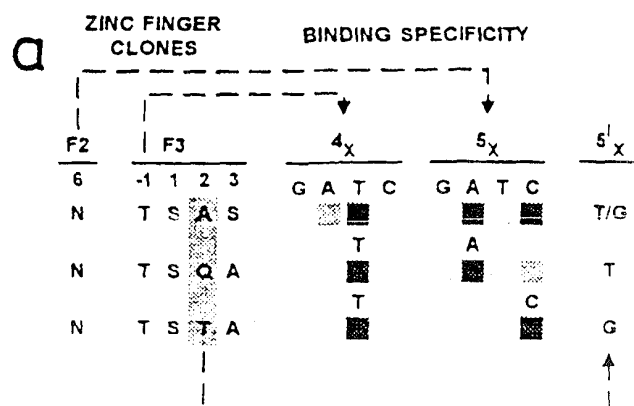 a
ZINC FINGER CLONES
BINDING SPECIFICITY
F2 F3 4X 5X 5'X
6 -1 1 2 3 G A T C G A T C
N T S A S T/G
T A
N T S Q A T
T C
N T S T A G